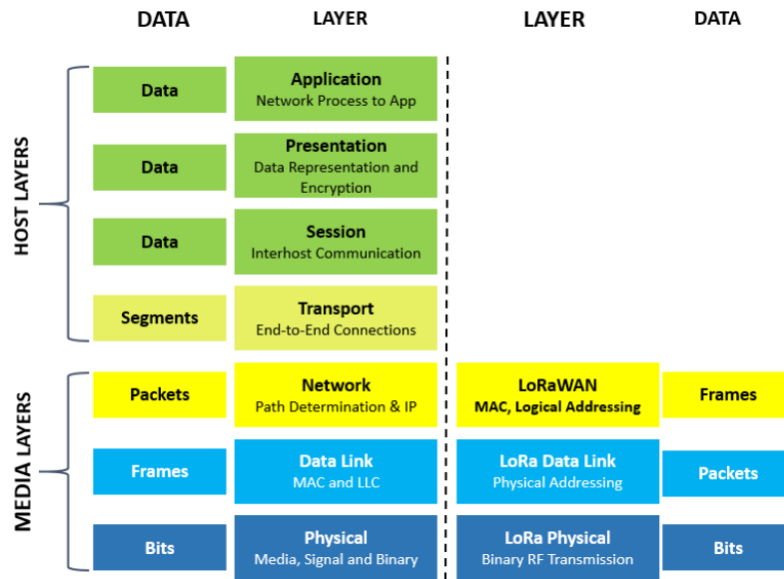 DATA
LAYER
LAYER
DATA
HOST LAYERS
Data
Application
Network Process to App
Data
Presentation
Data Representation and
Encryption
Data
Session
Interhost Communication
Segments
Transport
End-to-End Connections
MEDIA LAYERS
Packets
Network
Path Determination & IP
LoRaWAN
MAC, Logical Addressing
Frames
Frames
Data Link
MAC and LLC
LoRa Data Link
Physical Addressing
Packets
Bits
Physical
Media, Signal and Binary
LoRa Physical
Binary RF Transmission
Bits